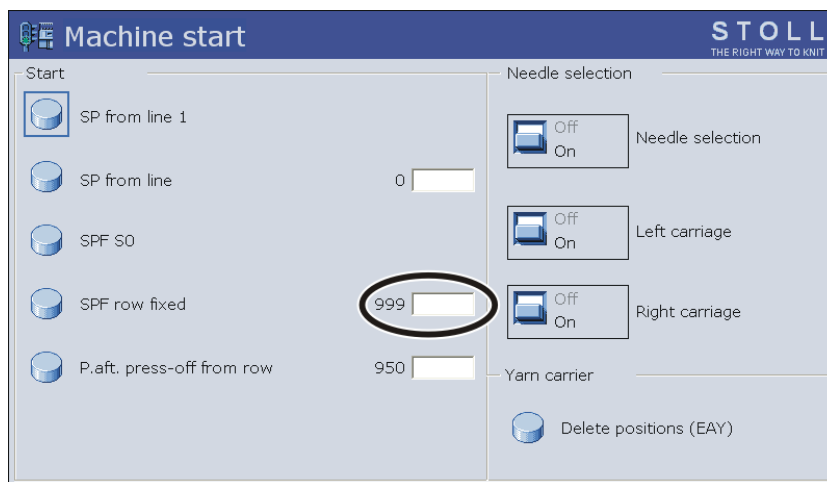 Machine start
STOLL
THE RIGHT WAY TO KNIT
Start
SP from line 1
SP from line 0
SPF S0
SPF row fixed 999
P.aft. press-off from row 950
Needle selection
Off
On
Needle selection
Off
On
Left carriage
Off
On
Right carriage
Yarn carrier
Delete positions (EAY)